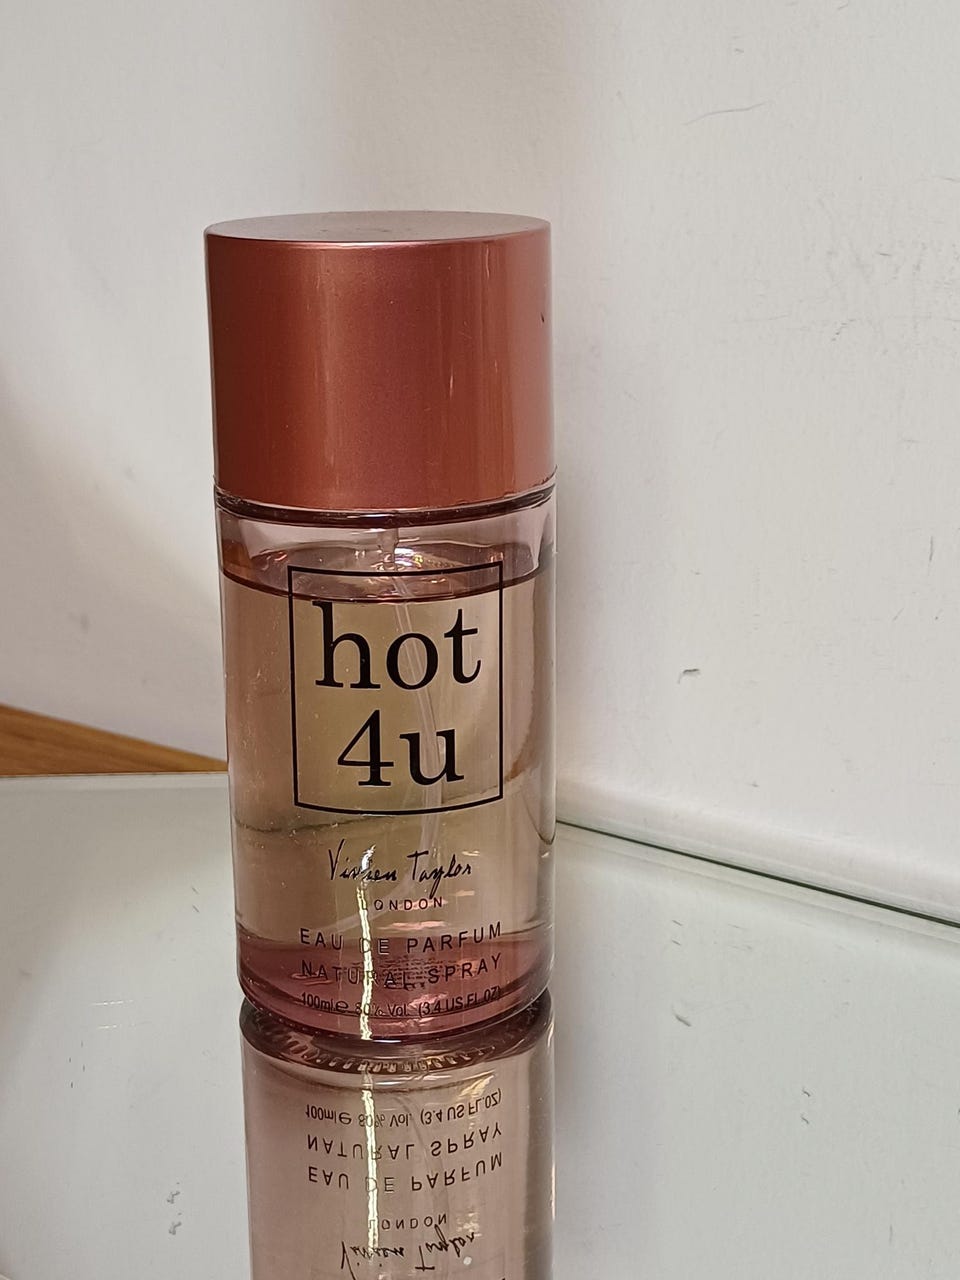 hot
4u
Vivien Taylor
LONDON
EAU DE PARFUM
NATURAL SPRAY
100ml e 80% Vol. (3.4 US FL.OZ)